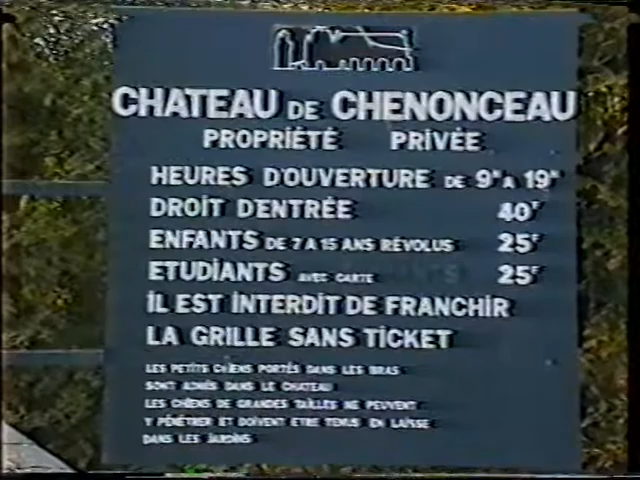 CHATEAU DE CHENONCEAU
PROPRIÉTÉ PRIVÉE
HEURES D'OUVERTURE DE 9H A 19H
DROIT D'ENTRÉE 40F
ENFANTS DE 7 A 15 ANS RÉVOLUS 25F
ETUDIANTS AVEC CARTE 25F
IL EST INTERDIT DE FRANCHIR
LA GRILLE SANS TICKET
LES PETITS CHIENS PORTÉS DANS LES BRAS
SONT ADMIS DANS LE CHATEAU
LES CHIENS DE GRANDES TAILLES NE PEUVENT
Y PÉNÉTRER ET DOIVENT ETRE TENUS EN LAISSE
DANS LES JARDINS